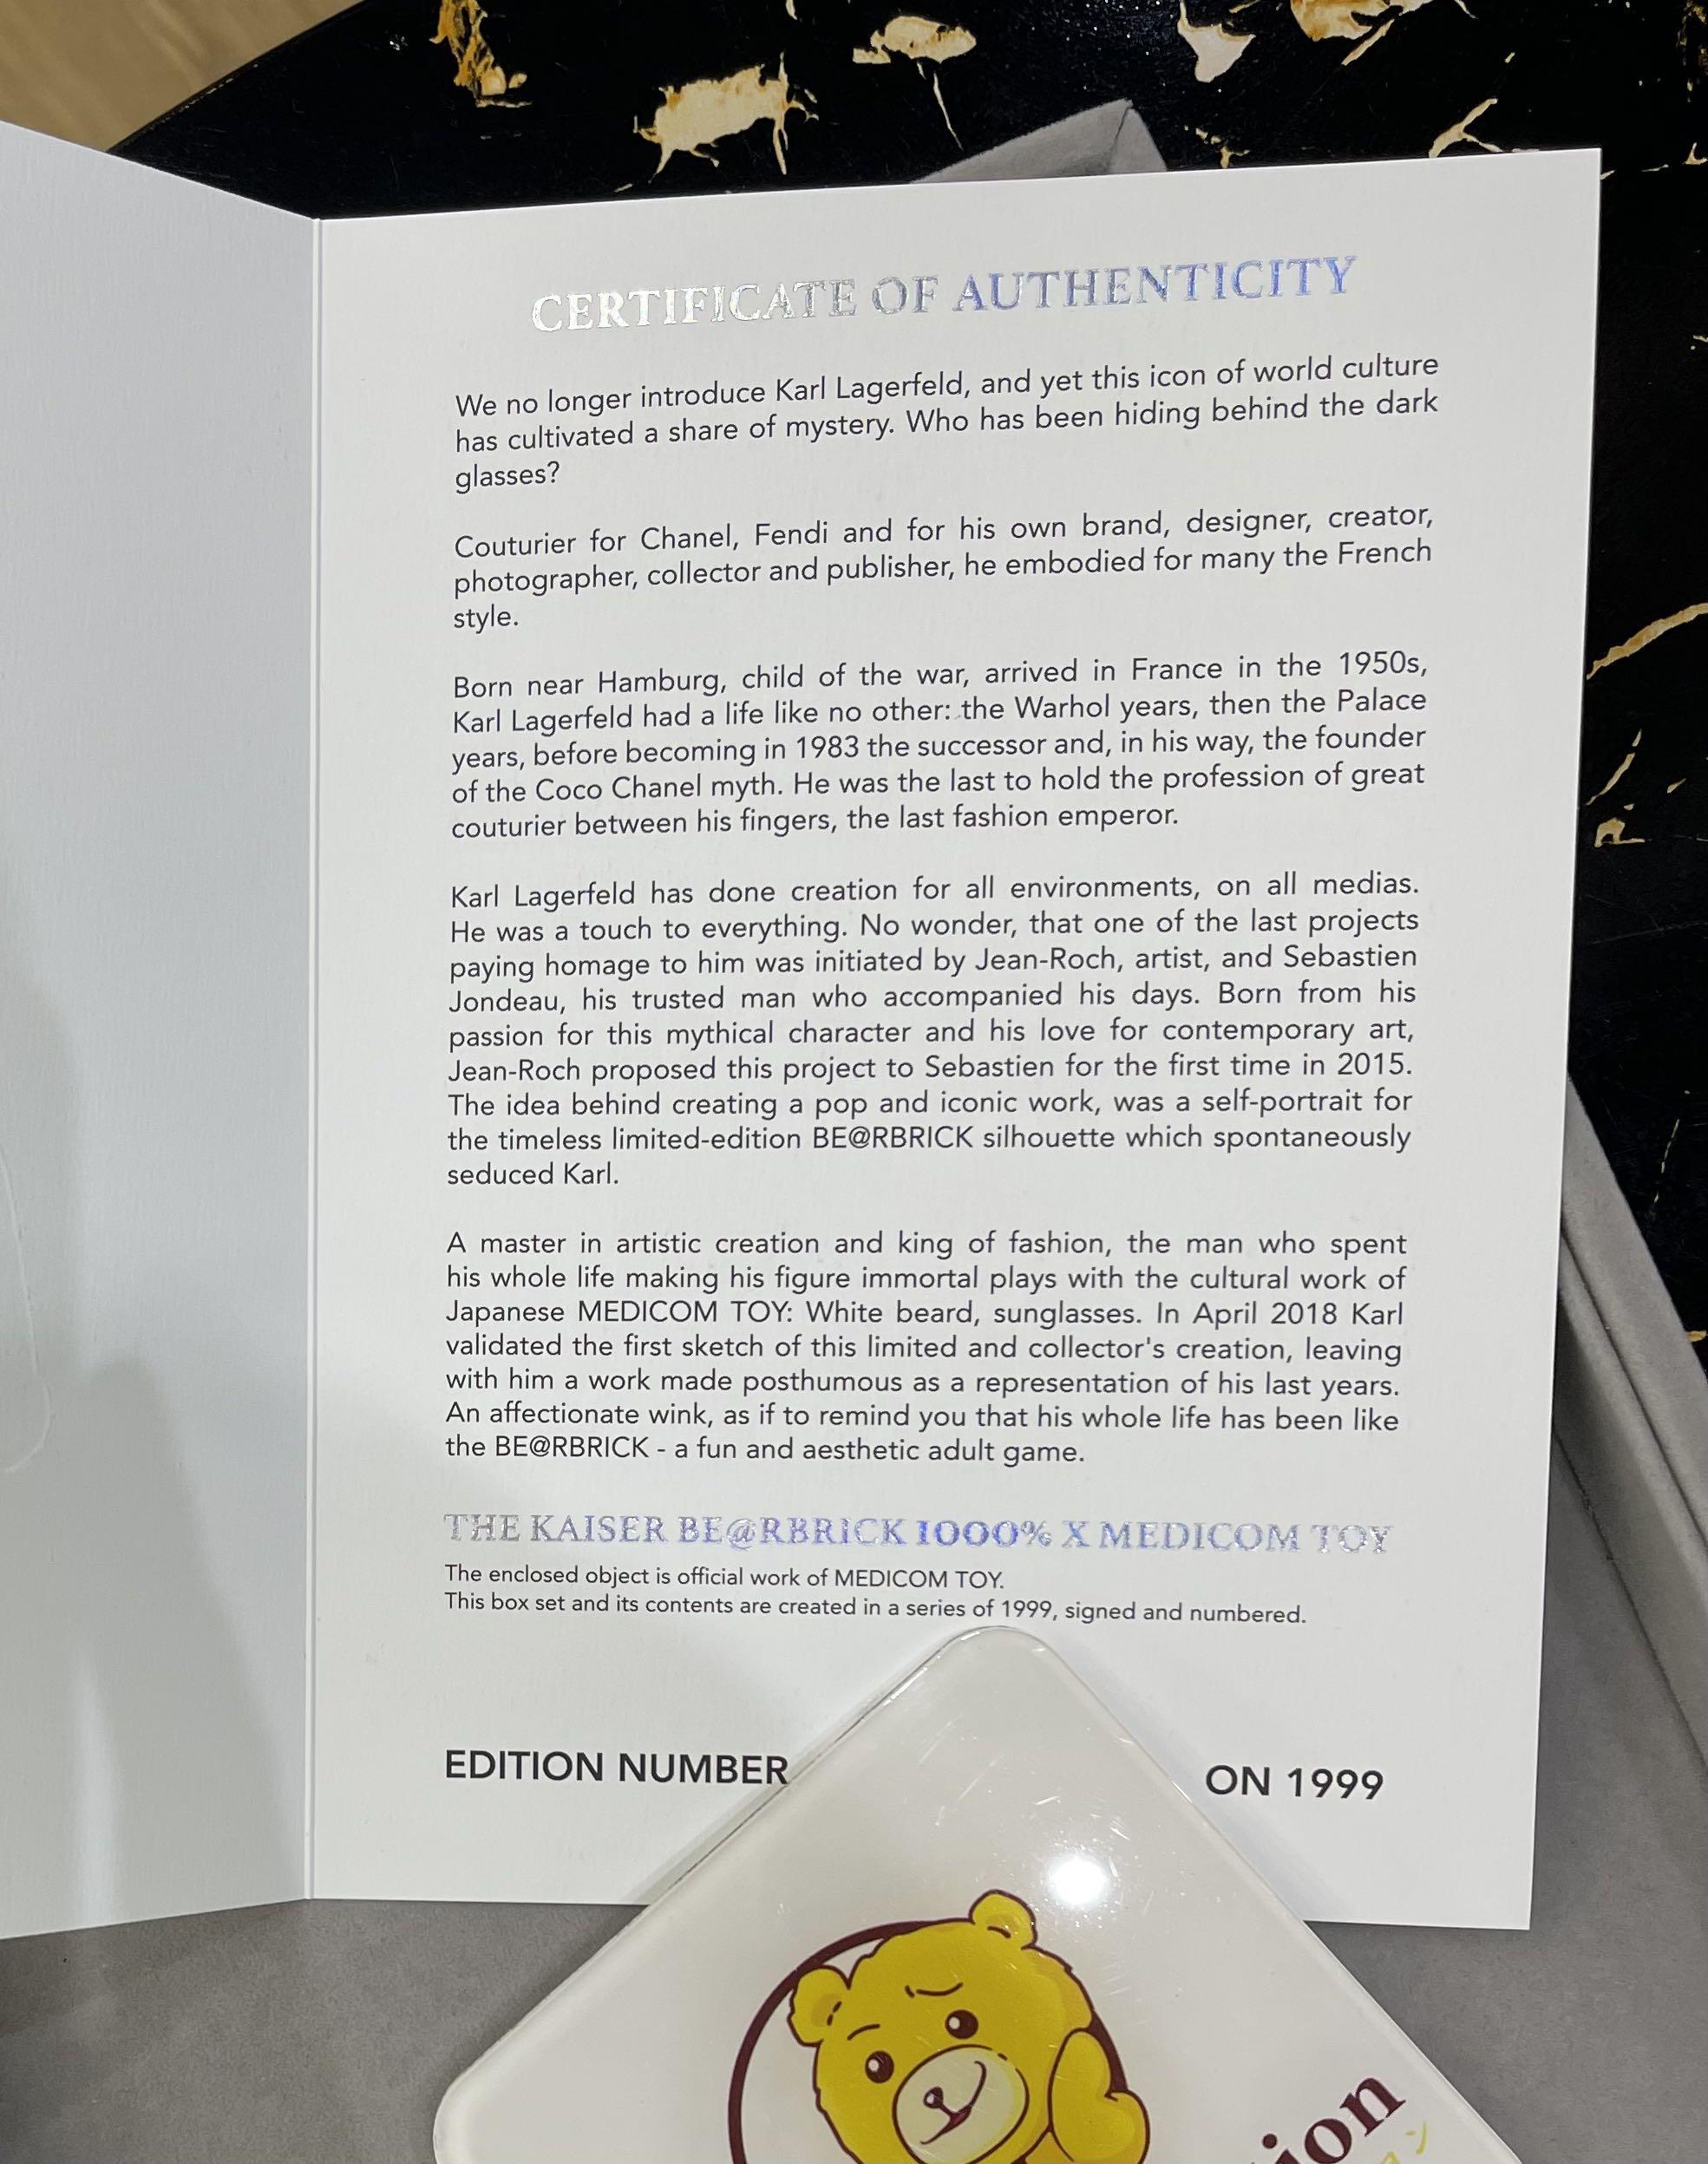 CERTIFICATE OF AUTHENTICITY
We no longer introduce Karl Lagerfeld, and yet this icon of world culture
has cultivated a share of mystery. Who has been hiding behind the dark
glasses?
Couturier for Chanel, Fendi and for his own brand, designer, creator,
photographer, collector and publisher, he embodied for many the French
style.
Born near Hamburg, child of the war, arrived in France in the 1950s,
Karl Lagerfeld had a life like no other: the Warhol years, then the Palace
years, before becoming in 1983 the successor and, in his way, the founder
of the Coco Chanel myth. He was the last to hold the profession of great
couturier between his fingers, the last fashion emperor.
Karl Lagerfeld has done creation for all environments, on all medias.
He was a touch to everything. No wonder, that one of the last projects
paying homage to him was initiated by Jean-Roch, artist, and Sebastien
Jondeau, his trusted man who accompanied his days. Born from his
passion for this mythical character and his love for contemporary art,
Jean-Roch proposed this project to Sebastien for the first time in 2015.
The idea behind creating a pop and iconic work, was a self-portrait for
the timeless limited-edition BE@RBRICK silhouette which spontaneously
seduced Karl.
A master in artistic creation and king of fashion, the man who spent
his whole life making his figure immortal plays with the cultural work of
Japanese MEDICOM TOY: White beard, sunglasses. In April 2018 Karl
validated the first sketch of this limited and collector's creation, leaving
with him a work made posthumous as a representation of his last years.
An affectionate wink, as if to remind you that his whole life has been like
the BE@RBRICK - a fun and aesthetic adult game.
THE KAISER BE@RBRICK 1000% X MEDICOM TOY
The enclosed object is official work of MEDICOM TOY.
This box set and its contents are created in a series of 1999, signed and numbered.
EDITION NUMBER ON 1999